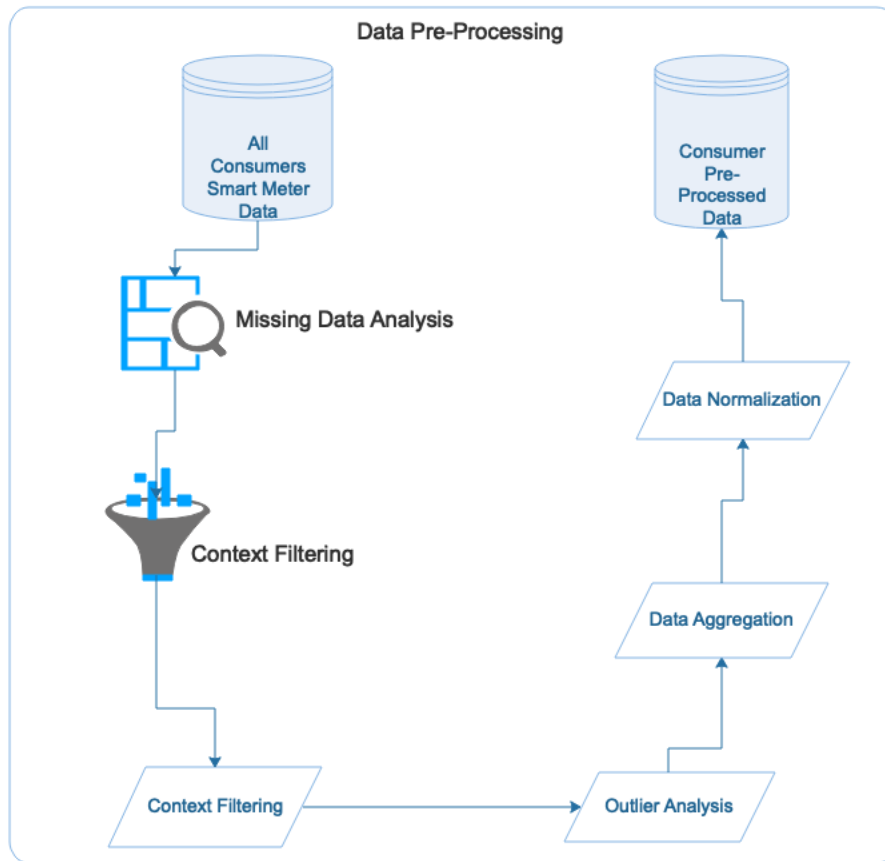 Data Pre-Processing
All
Consumers
Smart Meter
Data
Missing Data Analysis
Context Filtering
Context Filtering
Outlier Analysis
Data Aggregation
Data Normalization
Consumer
Pre-
Processed
Data